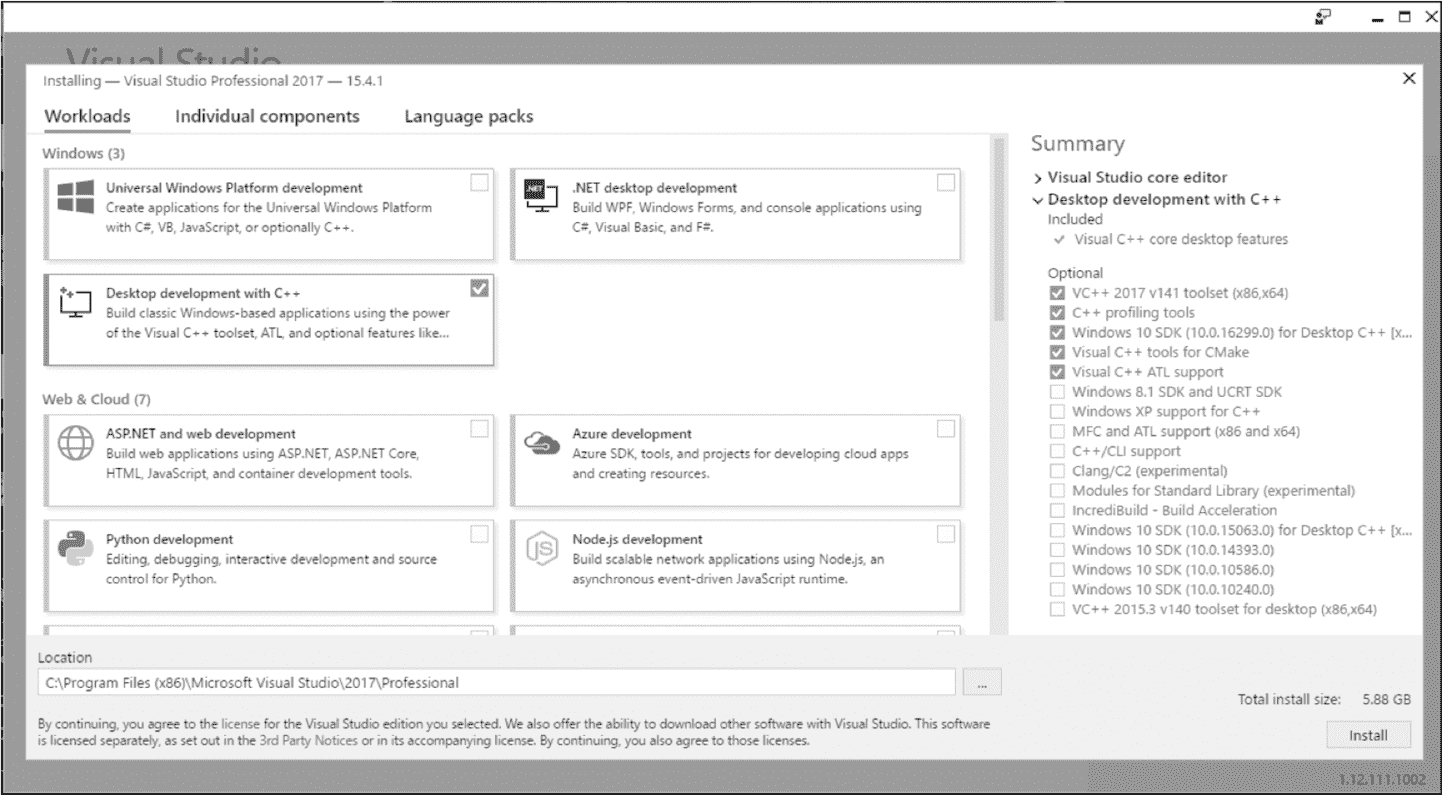 Visual Studio
Installing — Visual Studio Professional 2017 — 15.4.1
Workloads
Individual components
Language packs
Windows (3)
Universal Windows Platform development
Create applications for the Universal Windows Platform
with C#, VB, JavaScript, or optionally C++.
.NET
.NET desktop development
Build WPF, Windows Forms, and console applications using
C#, Visual Basic, and F#.
Desktop development with C++
Build classic Windows-based applications using the power
of the Visual C++ toolset, ATL, and optional features like...
Web & Cloud (7)
ASP.NET and web development
Build web applications using ASP.NET, ASP.NET Core,
HTML, JavaScript, and container development tools.
Azure development
Azure SDK, tools, and projects for developing cloud apps
and creating resources.
Python development
Editing, debugging, interactive development and source
control for Python.
JS
Node.js development
Build scalable network applications using Node.js, an
asynchronous event-driven JavaScript runtime.
Summary
Visual Studio core editor
Desktop development with C++
Included
Visual C++ core desktop features
Optional
VC++ 2017 v141 toolset (x86,x64)
C++ profiling tools
Windows 10 SDK (10.0.16299.0) for Desktop C++ [x...
Visual C++ tools for CMake
Visual C++ ATL support
Windows 8.1 SDK and UCRT SDK
Windows XP support for C++
MFC and ATL support (x86 and x64)
C++/CLI support
Clang/C2 (experimental)
Modules for Standard Library (experimental)
IncrediBuild - Build Acceleration
Windows 10 SDK (10.0.15063.0) for Desktop C++ [x...
Windows 10 SDK (10.0.14393.0)
Windows 10 SDK (10.0.10586.0)
Windows 10 SDK (10.0.10240.0)
VC++ 2015.3 v140 toolset for desktop (x86,x64)
Location
C:\Program Files (x86)\Microsoft Visual Studio\2017\Professional
...
By continuing, you agree to the license for the Visual Studio edition you selected. We also offer the ability to download other software with Visual Studio. This software
is licensed separately, as set out in the 3rd Party Notices or in its accompanying license. By continuing, you also agree to those licenses.
Total install size: 5.88 GB
Install
1.12.111.1002